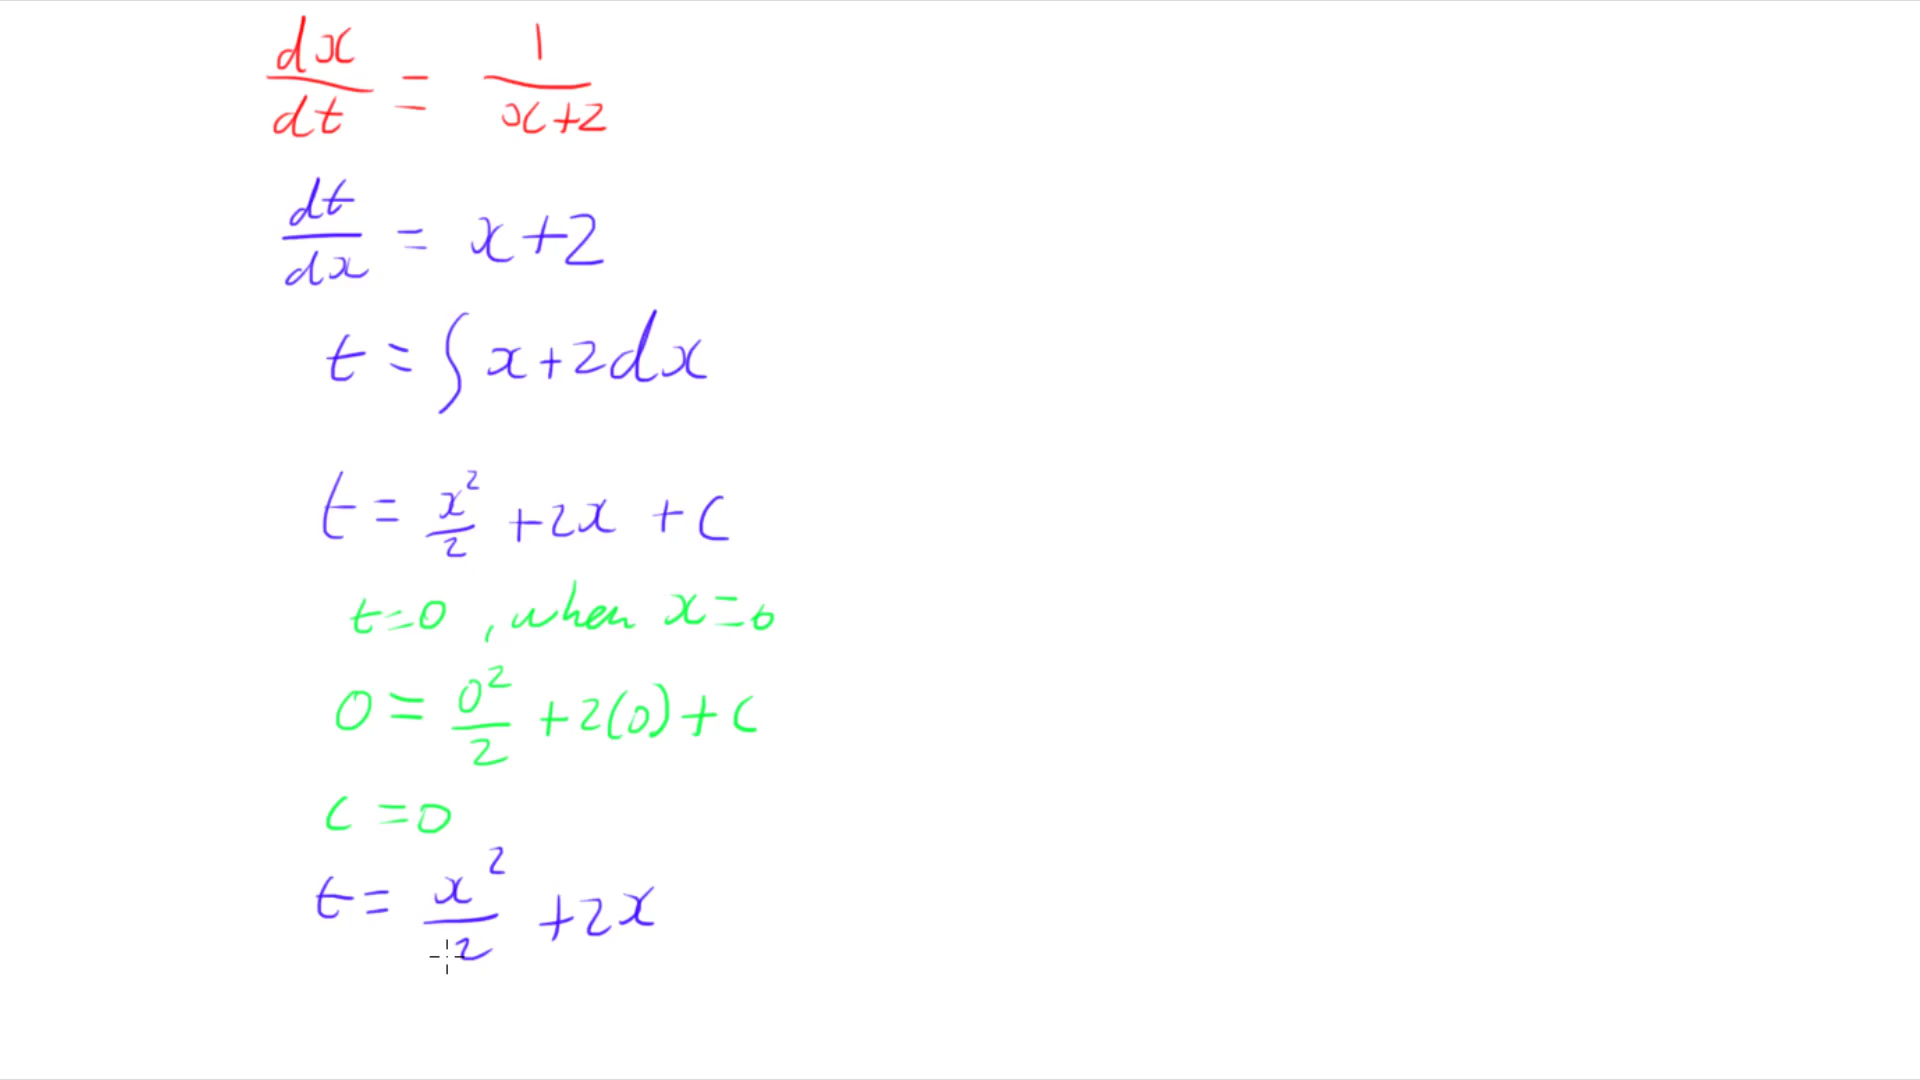 dx/dt = 1/(x+2)
dt/dx = x+2
t = ∫ x+2 dx
t = x²/2 +2x +c
t=0, when x=0
0 = 0²/2 +2(0)+c
c =0
t= x²/2 +2x